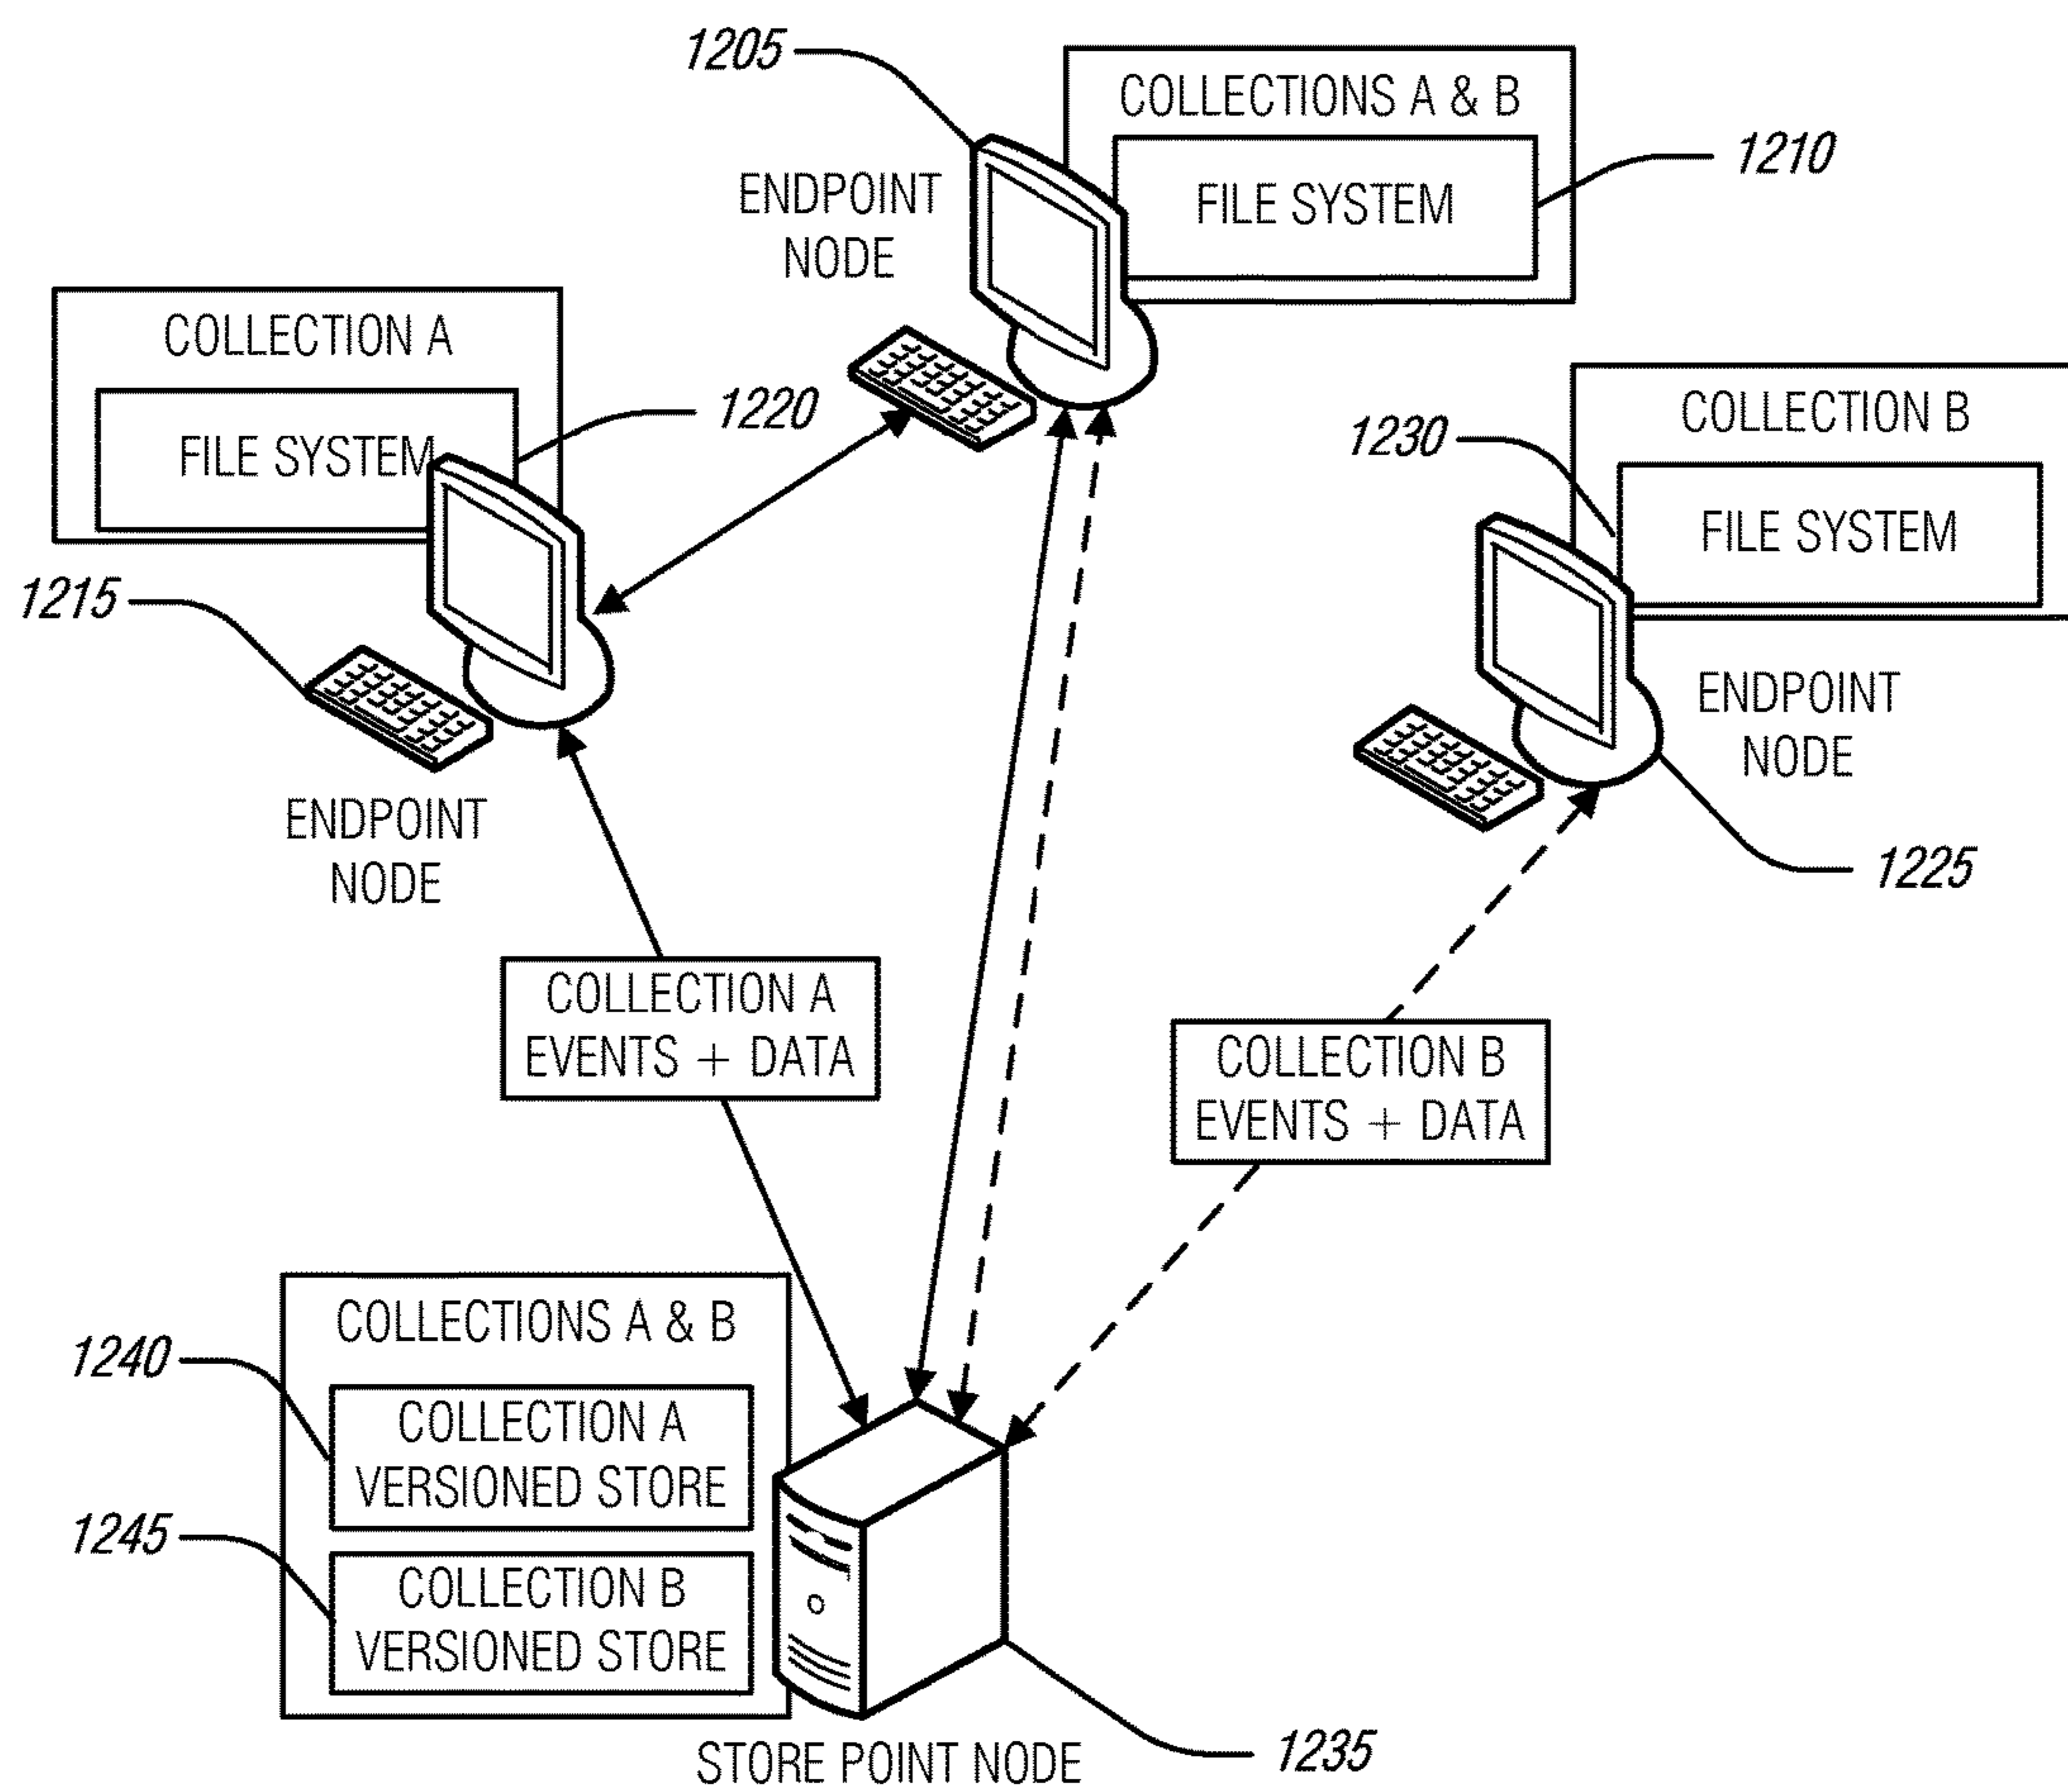 1205
COLLECTIONS A & B
FILE SYSTEM
1210
ENDPOINT
NODE
COLLECTION A
FILE SYSTEM
1220
1215
ENDPOINT
NODE
COLLECTION B
1230
FILE SYSTEM
ENDPOINT
NODE
1225
COLLECTION A
EVENTS + DATA
COLLECTION B
EVENTS + DATA
COLLECTIONS A & B
1240
COLLECTION A
VERSIONED STORE
1245
COLLECTION B
VERSIONED STORE
STORE POINT NODE
1235